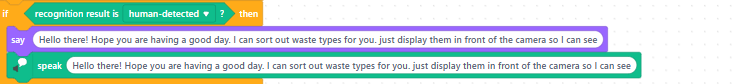 if recognition result is human-detected ? then
say Hello there! Hope you are having a good day. I can sort out waste types for you. just display them in front of the camera so I can see
speak Hello there! Hope you are having a good day. I can sort out waste types for you. just display them in front of the camera so I can see